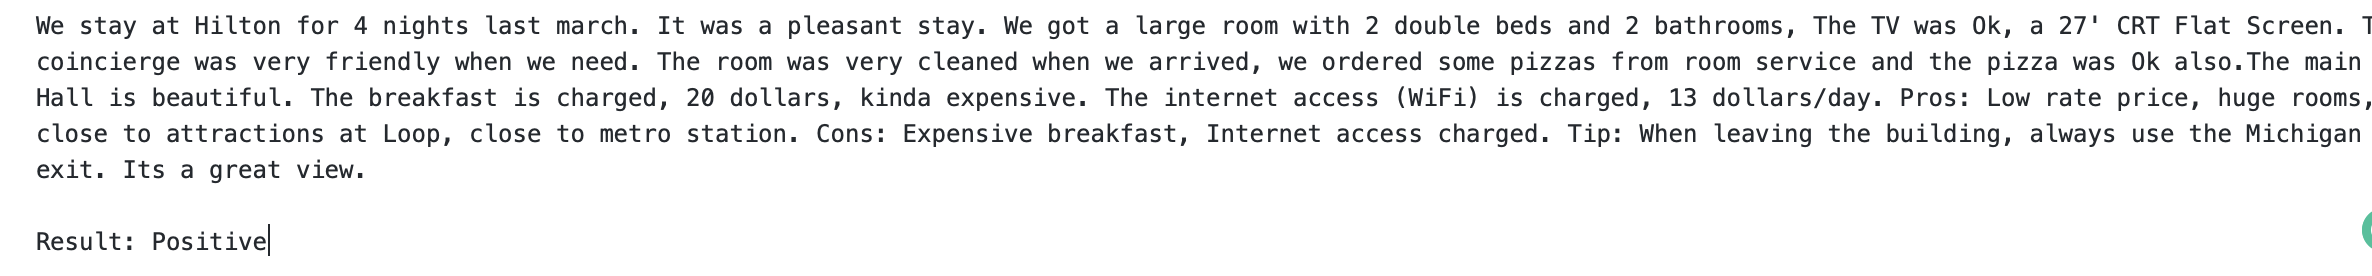 We stay at Hilton for 4 nights last march. It was a pleasant stay. We got a large room with 2 double beds and 2 bathrooms, The TV was Ok, a 27' CRT Flat Screen.
coincierge was very friendly when we need. The room was very cleaned when we arrived, we ordered some pizzas from room service and the pizza was Ok also.The main
Hall is beautiful. The breakfast is charged, 20 dollars, kinda expensive. The internet access (WiFi) is charged, 13 dollars/day. Pros: Low rate price, huge rooms,
close to attractions at Loop, close to metro station. Cons: Expensive breakfast, Internet access charged. Tip: When leaving the building, always use the Michigan
exit. Its a great view.
Result: Positive